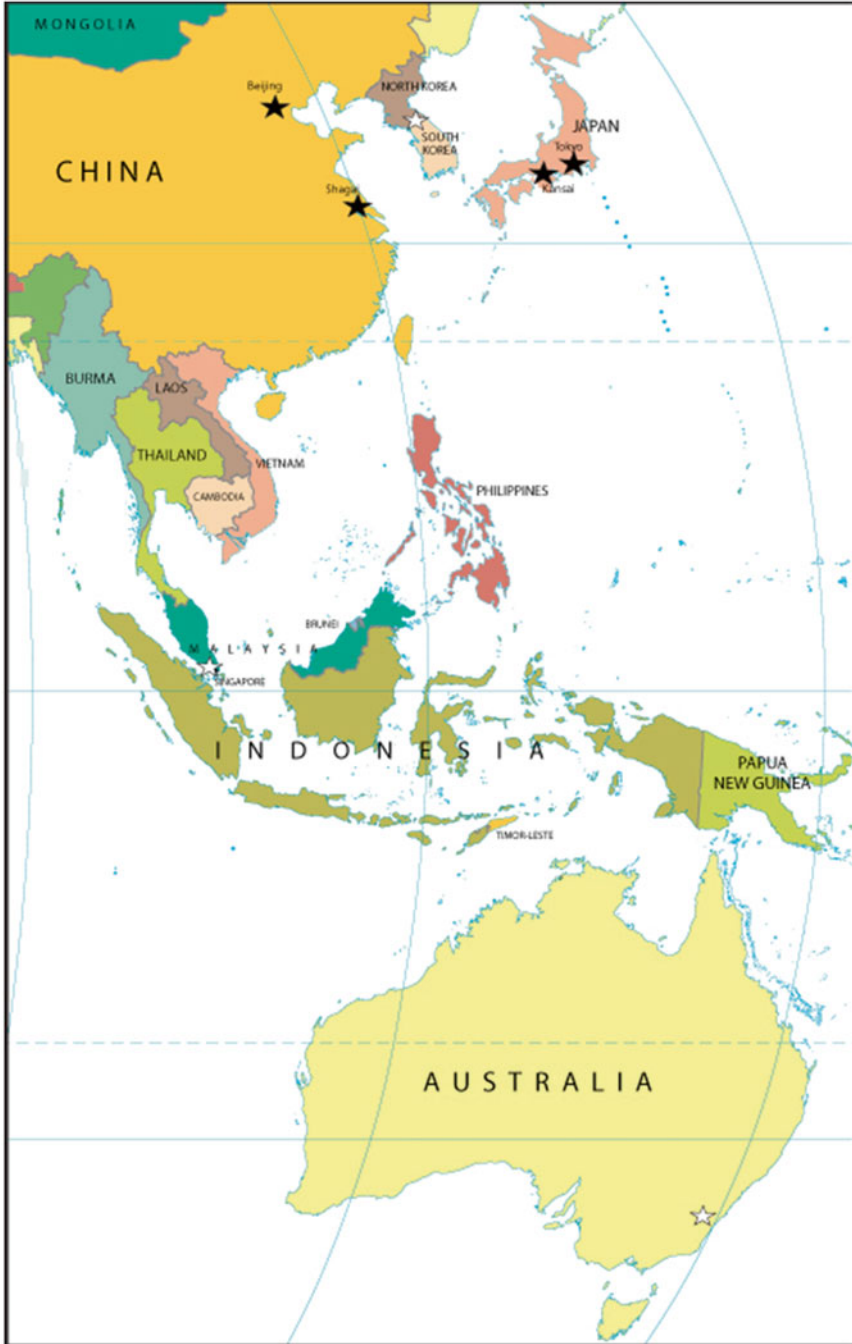 MONGOLIA
Beijing
NORTH KOREA
SOUTH
KOREA
JAPAN
Tokyo
Kansai
CHINA
Shagai
BURMA
LAOS
THAILAND
VIETNAM
CAMBODIA
PHILIPPINES
BRUNEI
MALAYSIA
SINGAPORE
INDONESIA
PAPUA
NEW GUINEA
TIMOR-LESTE
AUSTRALIA